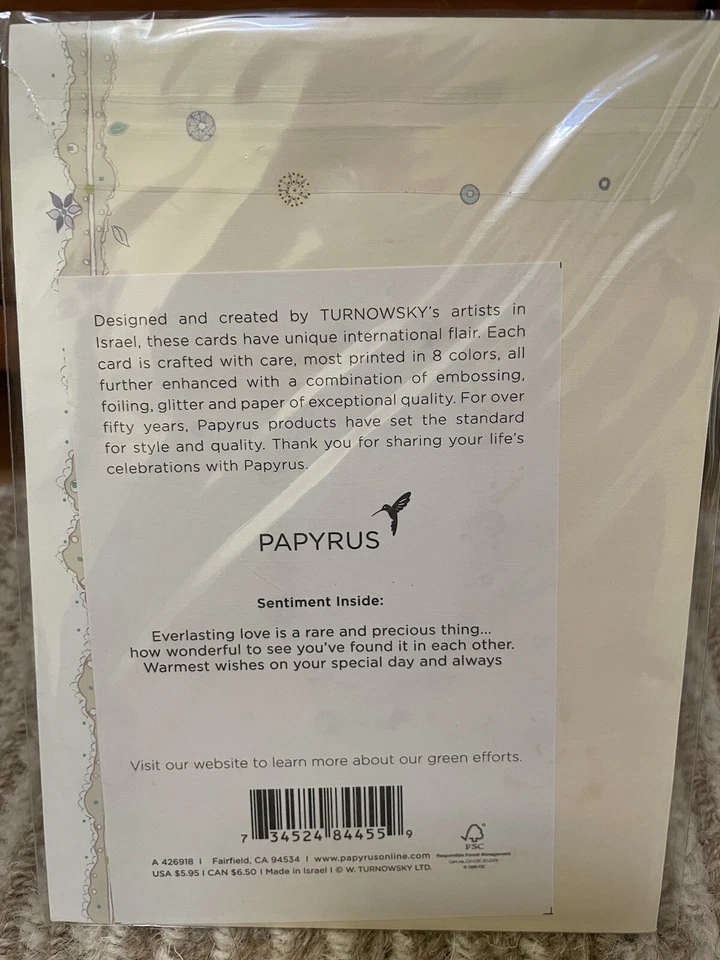 Designed and created by TURNOWSKY's artists in
Israel, these cards have unique international flair. Each
card is crafted with care, most printed in 8 colors, all
further enhanced with a combination of embossing,
foiling, glitter and paper of exceptional quality. For over
fifty years, Papyrus products have set the standard
for style and quality. Thank you for sharing your life's
celebrations with Papyrus.
PAPYRUS
Sentiment Inside:
Everlasting love is a rare and precious thing...
how wonderful to see you've found it in each other.
Warmest wishes on your special day and always
Visit our website to learn more about our green efforts.
7 34524 84455 9
FSC
Responsible Forest Management
A 426918 | Fairfield, CA 94534 | www.papyrusonline.com
USA $5.95 | CAN $6.50 | Made in Israel | © W. TURNOWSKY LTD.